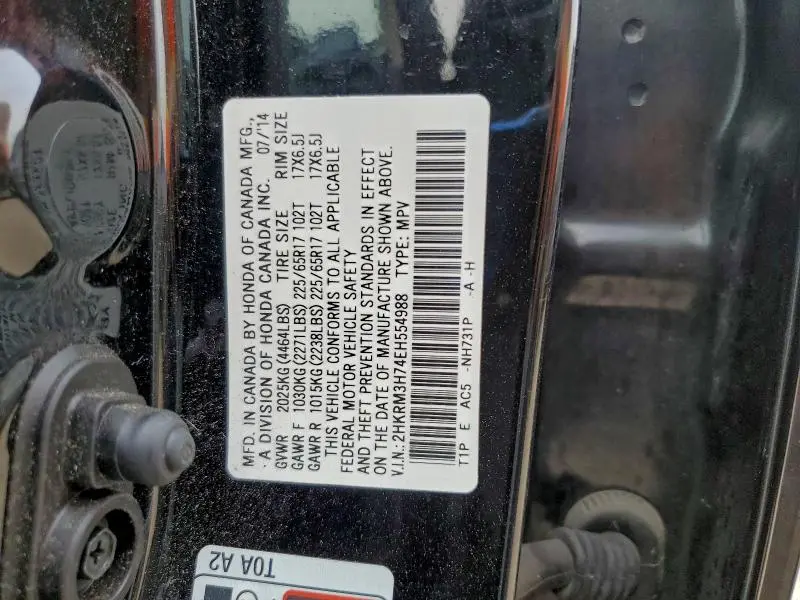 MFD. IN CANADA BY HONDA OF CANADA MFG.,
A DIVISION OF HONDA CANADA INC. 07/'14
GVWR 2025KG(4464LBS) TIRE SIZE RIM SIZE
GAWR F 1030KG(2271LBS) 225/65R17 102T 17X6.5J
GAWR R 1015KG(2238LBS) 225/65R17 102T 17X6.5J
THIS VEHICLE CONFORMS TO ALL APPLICABLE
FEDERAL MOTOR VEHICLE SAFETY
AND THEFT PREVENTION STANDARDS IN EFFECT
ON THE DATE OF MANUFACTURE SHOWN ABOVE.
V.I.N.: 2HKRM3H74EH554988 TYPE: MPV
T1P E AC5 -NH731P -A -H
T0A A2